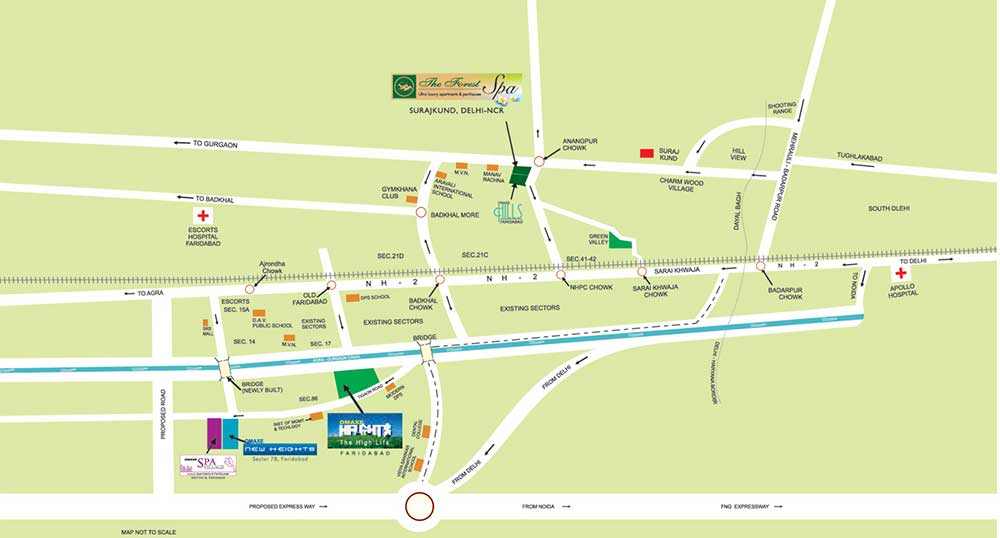 The Forest
Spa
Ultra luxury apartments & penthouses
SURAJKUND, DELHI-NCR
SHOOTING
RANGE
TO GURGAON
ANANGPUR
CHOWK
SURAJ
KUND
HILL
VIEW
MEHRAULI - BADARPUR ROAD
TUGHLAKABAD
M.V.N.
MANAV
RACHNA
ARAVALI
INTERNATIONAL
SCHOOL
CHARM WOOD
VILLAGE
GYMKHANA
CLUB
TO BADKHAL
DAYAL BAGH
SOUTH DLEHI
BADKHAL MORE
HILLS
FARIDABAD
ESCORTS
HOSPITAL
FARIDABAD
GREEN
VALLEY
SEC.21D
SEC.21C
SEC.41-42
Ajrondha
Chowk
SARAI KHWAJA
NH-2
TO DELHI
NH-2
NH-2
TO AGRA
OLD
FARIDABAD
BADKHAL
CHOWK
NHPC CHOWK
SARAI KHWAJA
CHOWK
BADARPUR
CHOWK
TO NOIDA
APOLLO
HOSPITAL
ESCORTS
SEC. 15A
DPS SCHOOL
D.A.V.
PUBLIC SCHOOL
EXISTING
SECTORS
EXISTING SECTORS
EXISTING SECTORS
SRS
MALL
M.V.N.
SEC. 14
SEC. 17
BRIDGE
AGRA - GURGAON CANAL
DELHI - HARYANA BORDER
BRIDGE
(NEWLY BUILT)
FROM DELHI
TIGAON ROAD
MODERN
DPS
SEC.86
PROPOSED ROAD
INST OF MGMT
& TECHLOGY
OMAXE
HEIGHTS
The High Life
FARIDABAD
DENTAL
COLLEGE
OMAXE
NEW HEIGHTS
Sector 78, Faridabad
OMAXE
SPA
VILLAGE
INTERNATIONAL
SCHOOL
FROM DELHI
PROPOSED EXPRESS WAY
FROM NOIDA
FNG EXPRESSWAY
MAP NOT TO SCALE